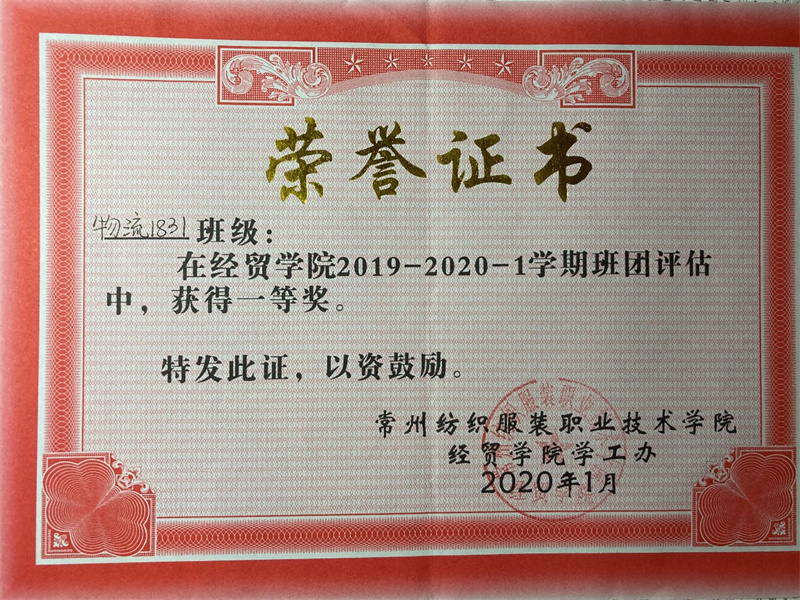 荣誉证书
物流1831班级：
在经贸学院2019-2020-1学期班团评估
中，获得一等奖。
特发此证，以资鼓励。
常州纺织服装职业技术学院
经贸学院学工办
2020年1月